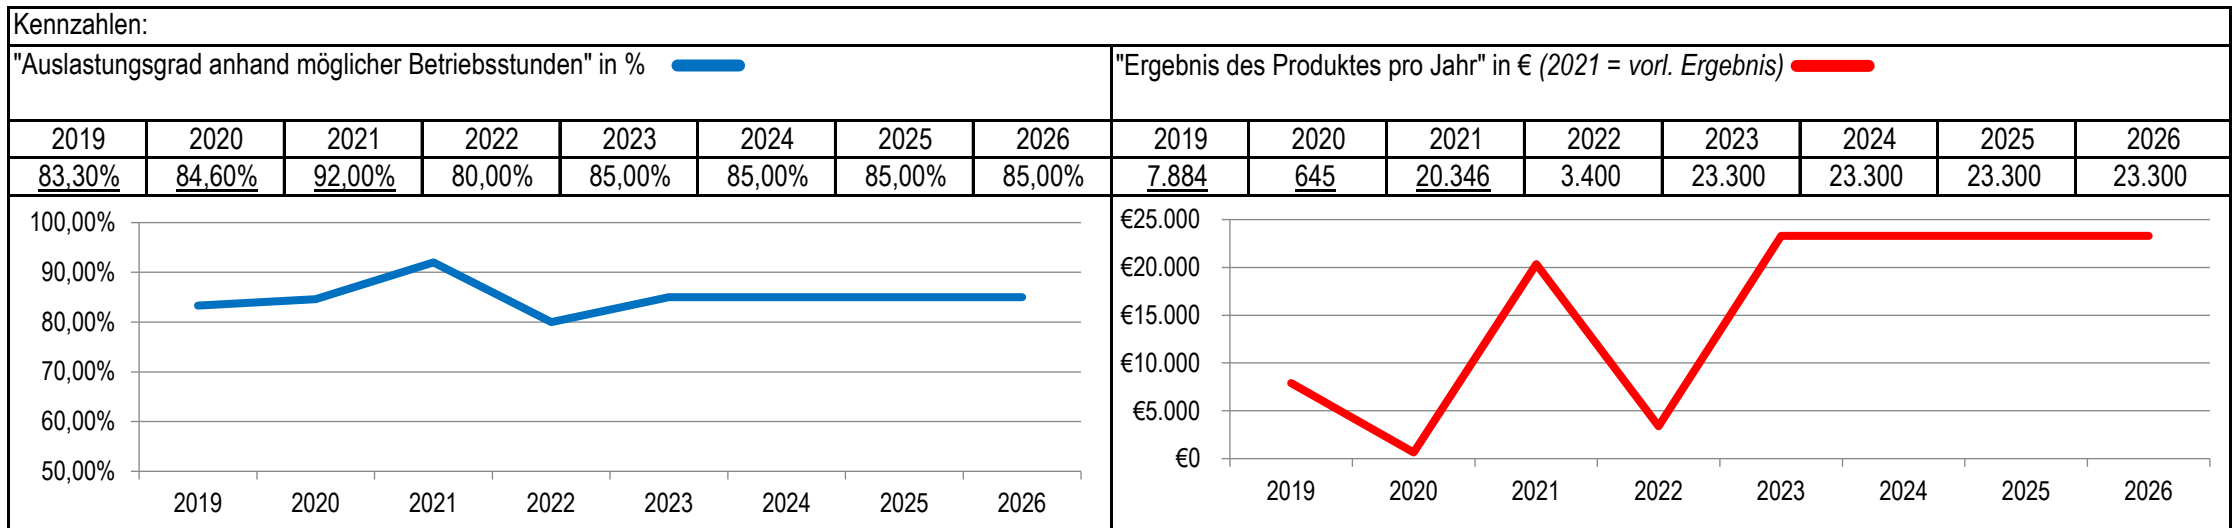 Kennzahlen:
"Auslastungsgrad anhand möglicher Betriebsstunden" in %
"Ergebnis des Produktes pro Jahr" in € (2021 = vorl. Ergebnis)
2019 2020 2021 2022 2023 2024 2025 2026 2019 2020 2021 2022 2023 2024 2025 2026
83,30% 84,60% 92,00% 80,00% 85,00% 85,00% 85,00% 85,00% 7.884 645 20.346 3.400 23.300 23.300 23.300 23.300
100,00%
90,00%
80,00%
70,00%
60,00%
50,00%
2019 2020 2021 2022 2023 2024 2025 2026
€25.000
€20.000
€15.000
€10.000
€5.000
€0
2019 2020 2021 2022 2023 2024 2025 2026